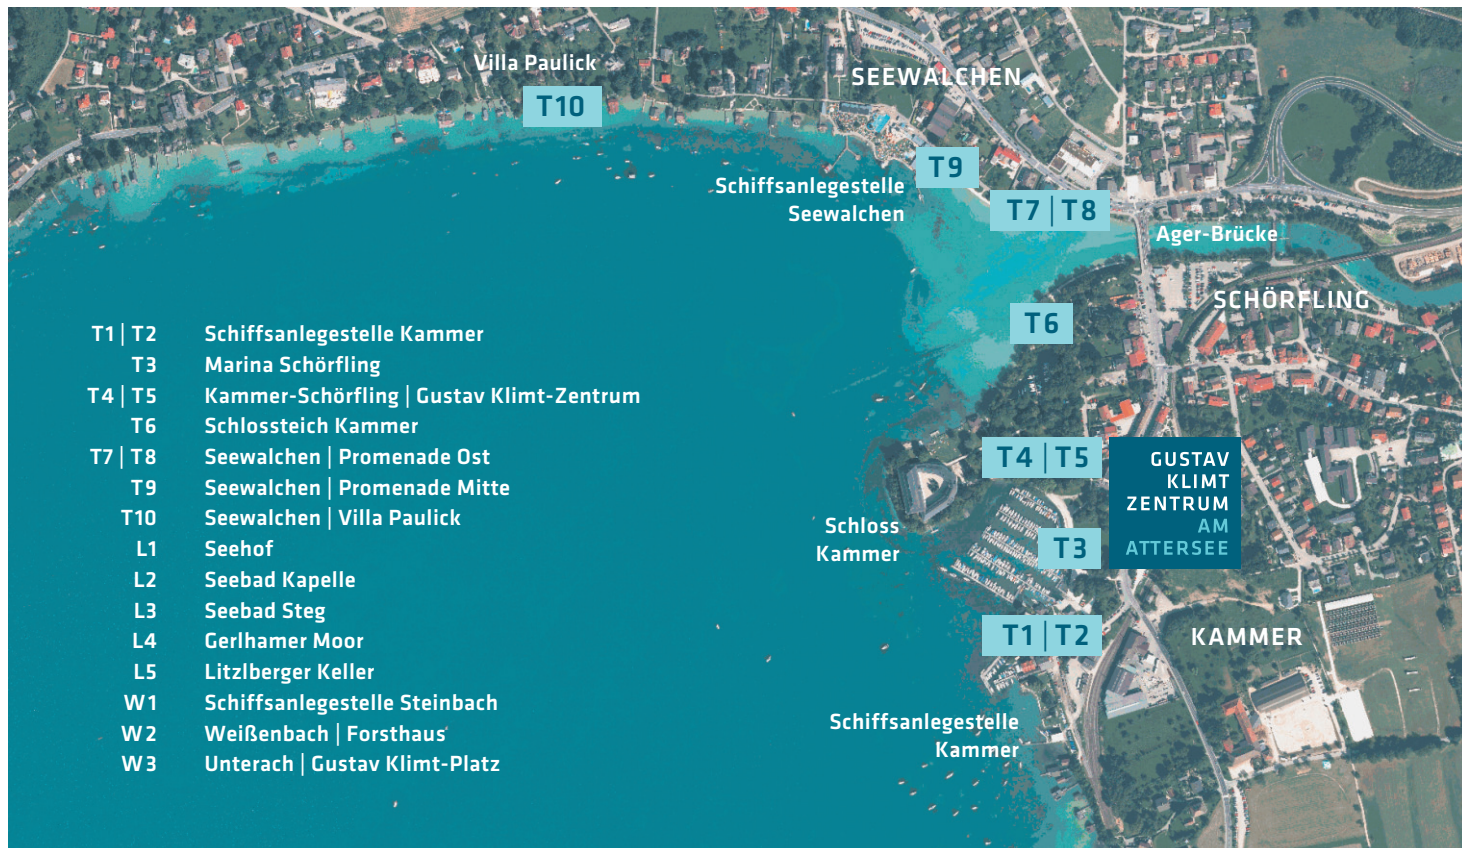 Villa Paulick
T10
SEEWALCHEN
T9
Schiffsanlegestelle
Seewalchen
T7 | T8
Ager-Brücke
SCHÖRFLING
T6
T1 | T2 Schiffsanlegestelle Kammer
T3 Marina Schörfling
T4 | T5 Kammer-Schörfling | Gustav Klimt-Zentrum
T6 Schlossteich Kammer
T7 | T8 Seewalchen | Promenade Ost
T9 Seewalchen | Promenade Mitte
T10 Seewalchen | Villa Paulick
L1 Seehof
L2 Seebad Kapelle
L3 Seebad Steg
L4 Gerlhamer Moor
L5 Litzlberger Keller
W1 Schiffsanlegestelle Steinbach
W2 Weißenbach | Forsthaus
W3 Unterach | Gustav Klimt-Platz
T4 | T5
GUSTAV
KLIMT
ZENTRUM
AM
ATTERSEE
Schloss
Kammer
T3
T1 | T2
KAMMER
Schiffsanlegestelle
Kammer